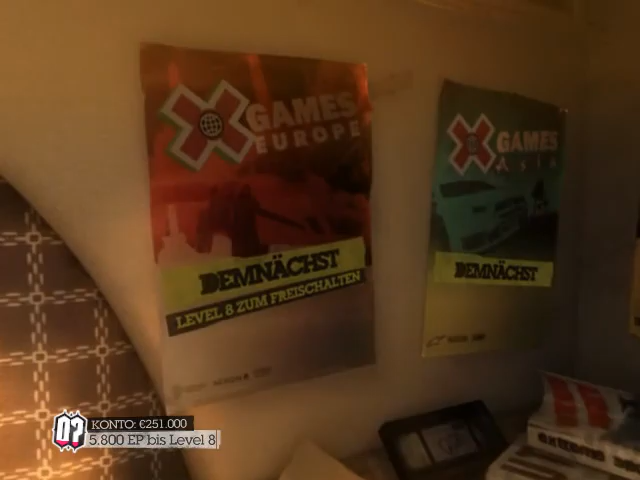 X GAMES
EUROPE
DEMNÄCHST
LEVEL 8 ZUM FREISCHALTEN
X GAMES
Asia
DEMNÄCHST
07
KONTO: €251.000
5.800 EP bis Level 8